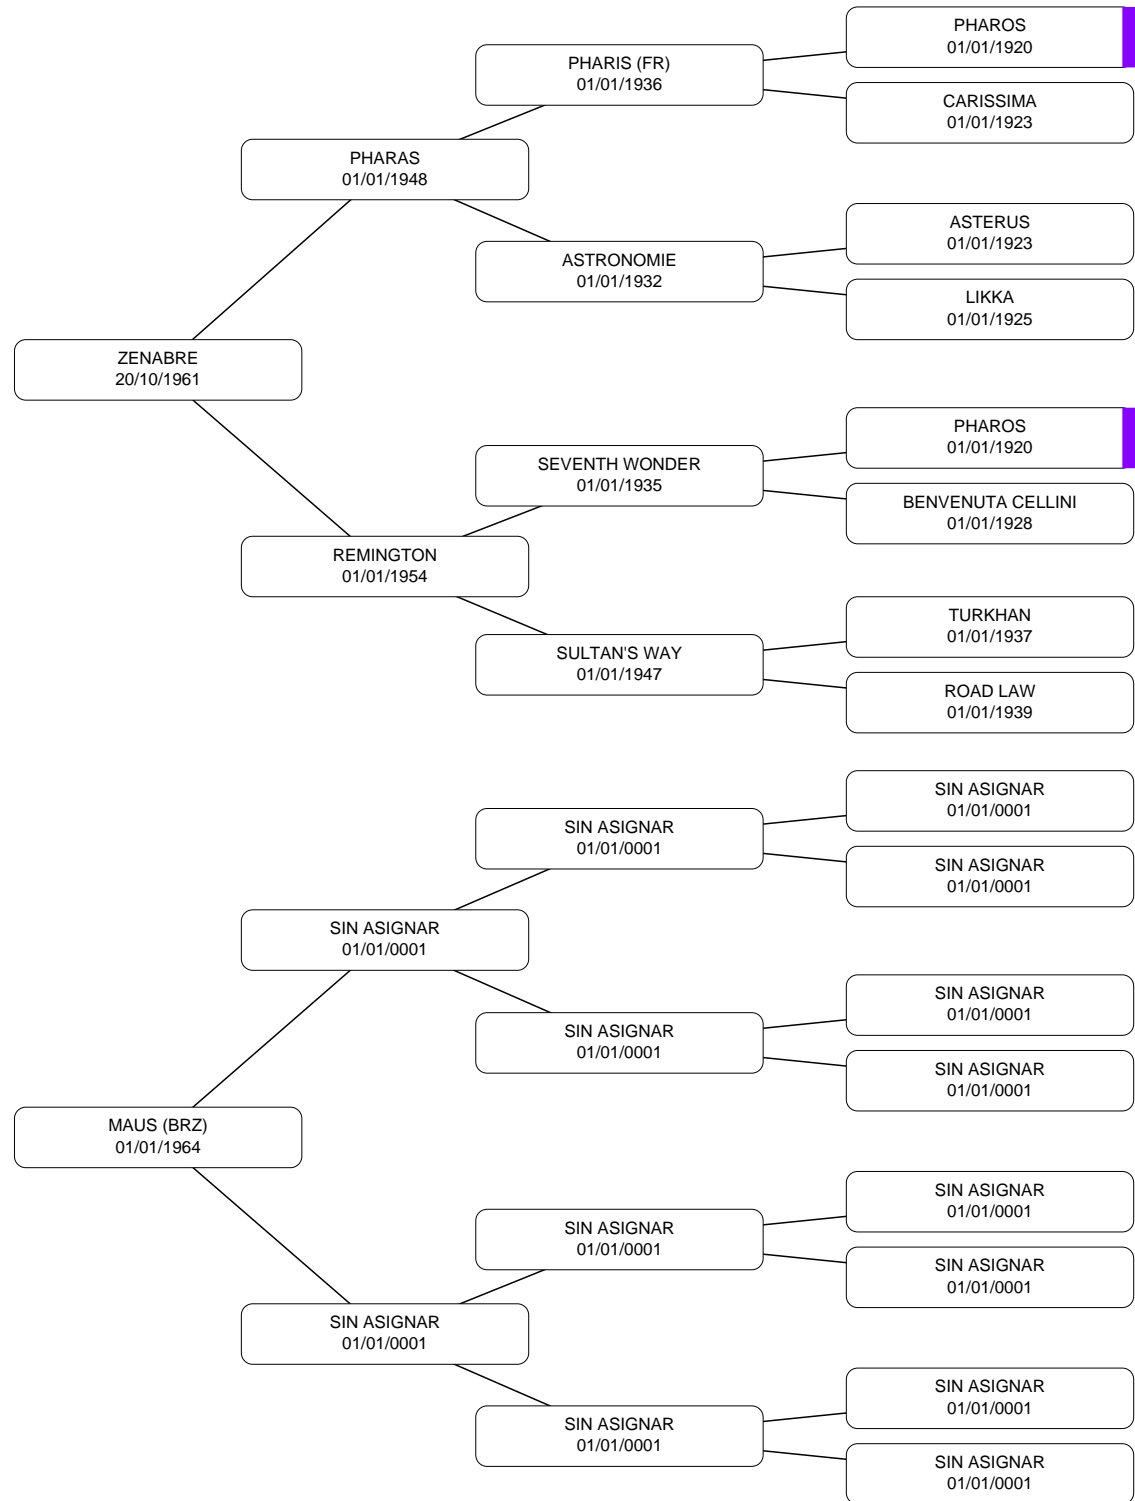 PHAROS
01/01/1920
PHARIS (FR)
01/01/1936
CARISSIMA
01/01/1923
PHARAS
01/01/1948
ASTERUS
01/01/1923
ASTRONOMIE
01/01/1932
LIKKA
01/01/1925
ZENABRE
20/10/1961
PHAROS
01/01/1920
SEVENTH WONDER
01/01/1935
BENVENUTA CELLINI
01/01/1928
REMINGTON
01/01/1954
TURKHAN
01/01/1937
SULTAN'S WAY
01/01/1947
ROAD LAW
01/01/1939
SIN ASIGNAR
01/01/0001
SIN ASIGNAR
01/01/0001
SIN ASIGNAR
01/01/0001
SIN ASIGNAR
01/01/0001
SIN ASIGNAR
01/01/0001
SIN ASIGNAR
01/01/0001
SIN ASIGNAR
01/01/0001
MAUS (BRZ)
01/01/1964
SIN ASIGNAR
01/01/0001
SIN ASIGNAR
01/01/0001
SIN ASIGNAR
01/01/0001
SIN ASIGNAR
01/01/0001
SIN ASIGNAR
01/01/0001
SIN ASIGNAR
01/01/0001
SIN ASIGNAR
01/01/0001